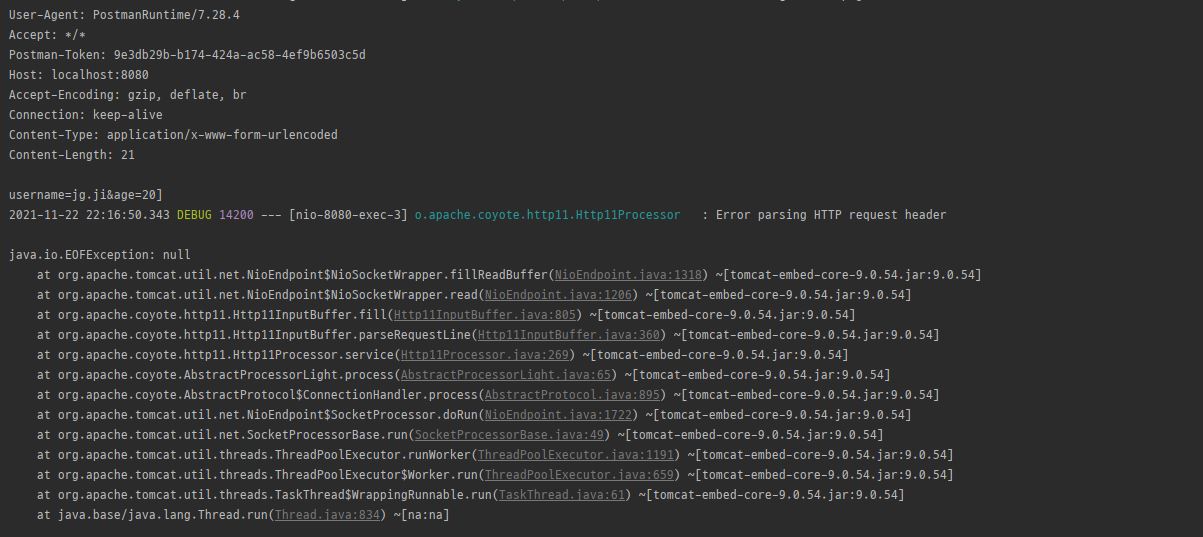 User-Agent: PostmanRuntime/7.28.4
Accept: */*
Postman-Token: 9e3db29b-b174-424a-ac58-4ef9b6503c5d
Host: localhost:8080
Accept-Encoding: gzip, deflate, br
Connection: keep-alive
Content-Type: application/x-www-form-urlencoded
Content-Length: 21

username=jg.ji&age=20]
2021-11-22 22:16:50.343 DEBUG 14200 --- [nio-8080-exec-3] o.apache.coyote.http11.Http11Processor   : Error parsing HTTP request header

java.io.EOFException: null
    at org.apache.tomcat.util.net.NioEndpoint$NioSocketWrapper.fillReadBuffer(NioEndpoint.java:1318) ~[tomcat-embed-core-9.0.54.jar:9.0.54]
    at org.apache.tomcat.util.net.NioEndpoint$NioSocketWrapper.read(NioEndpoint.java:1206) ~[tomcat-embed-core-9.0.54.jar:9.0.54]
    at org.apache.coyote.http11.Http11InputBuffer.fill(Http11InputBuffer.java:805) ~[tomcat-embed-core-9.0.54.jar:9.0.54]
    at org.apache.coyote.http11.Http11InputBuffer.parseRequestLine(Http11InputBuffer.java:360) ~[tomcat-embed-core-9.0.54.jar:9.0.54]
    at org.apache.coyote.http11.Http11Processor.service(Http11Processor.java:269) ~[tomcat-embed-core-9.0.54.jar:9.0.54]
    at org.apache.coyote.AbstractProcessorLight.process(AbstractProcessorLight.java:65) ~[tomcat-embed-core-9.0.54.jar:9.0.54]
    at org.apache.coyote.AbstractProtocol$ConnectionHandler.process(AbstractProtocol.java:895) ~[tomcat-embed-core-9.0.54.jar:9.0.54]
    at org.apache.tomcat.util.net.NioEndpoint$SocketProcessor.doRun(NioEndpoint.java:1722) ~[tomcat-embed-core-9.0.54.jar:9.0.54]
    at org.apache.tomcat.util.net.SocketProcessorBase.run(SocketProcessorBase.java:49) ~[tomcat-embed-core-9.0.54.jar:9.0.54]
    at org.apache.tomcat.util.threads.ThreadPoolExecutor.runWorker(ThreadPoolExecutor.java:1191) ~[tomcat-embed-core-9.0.54.jar:9.0.54]
    at org.apache.tomcat.util.threads.ThreadPoolExecutor$Worker.run(ThreadPoolExecutor.java:659) ~[tomcat-embed-core-9.0.54.jar:9.0.54]
    at org.apache.tomcat.util.threads.TaskThread$WrappingRunnable.run(TaskThread.java:61) ~[tomcat-embed-core-9.0.54.jar:9.0.54]
    at java.base/java.lang.Thread.run(Thread.java:834) ~[na:na]